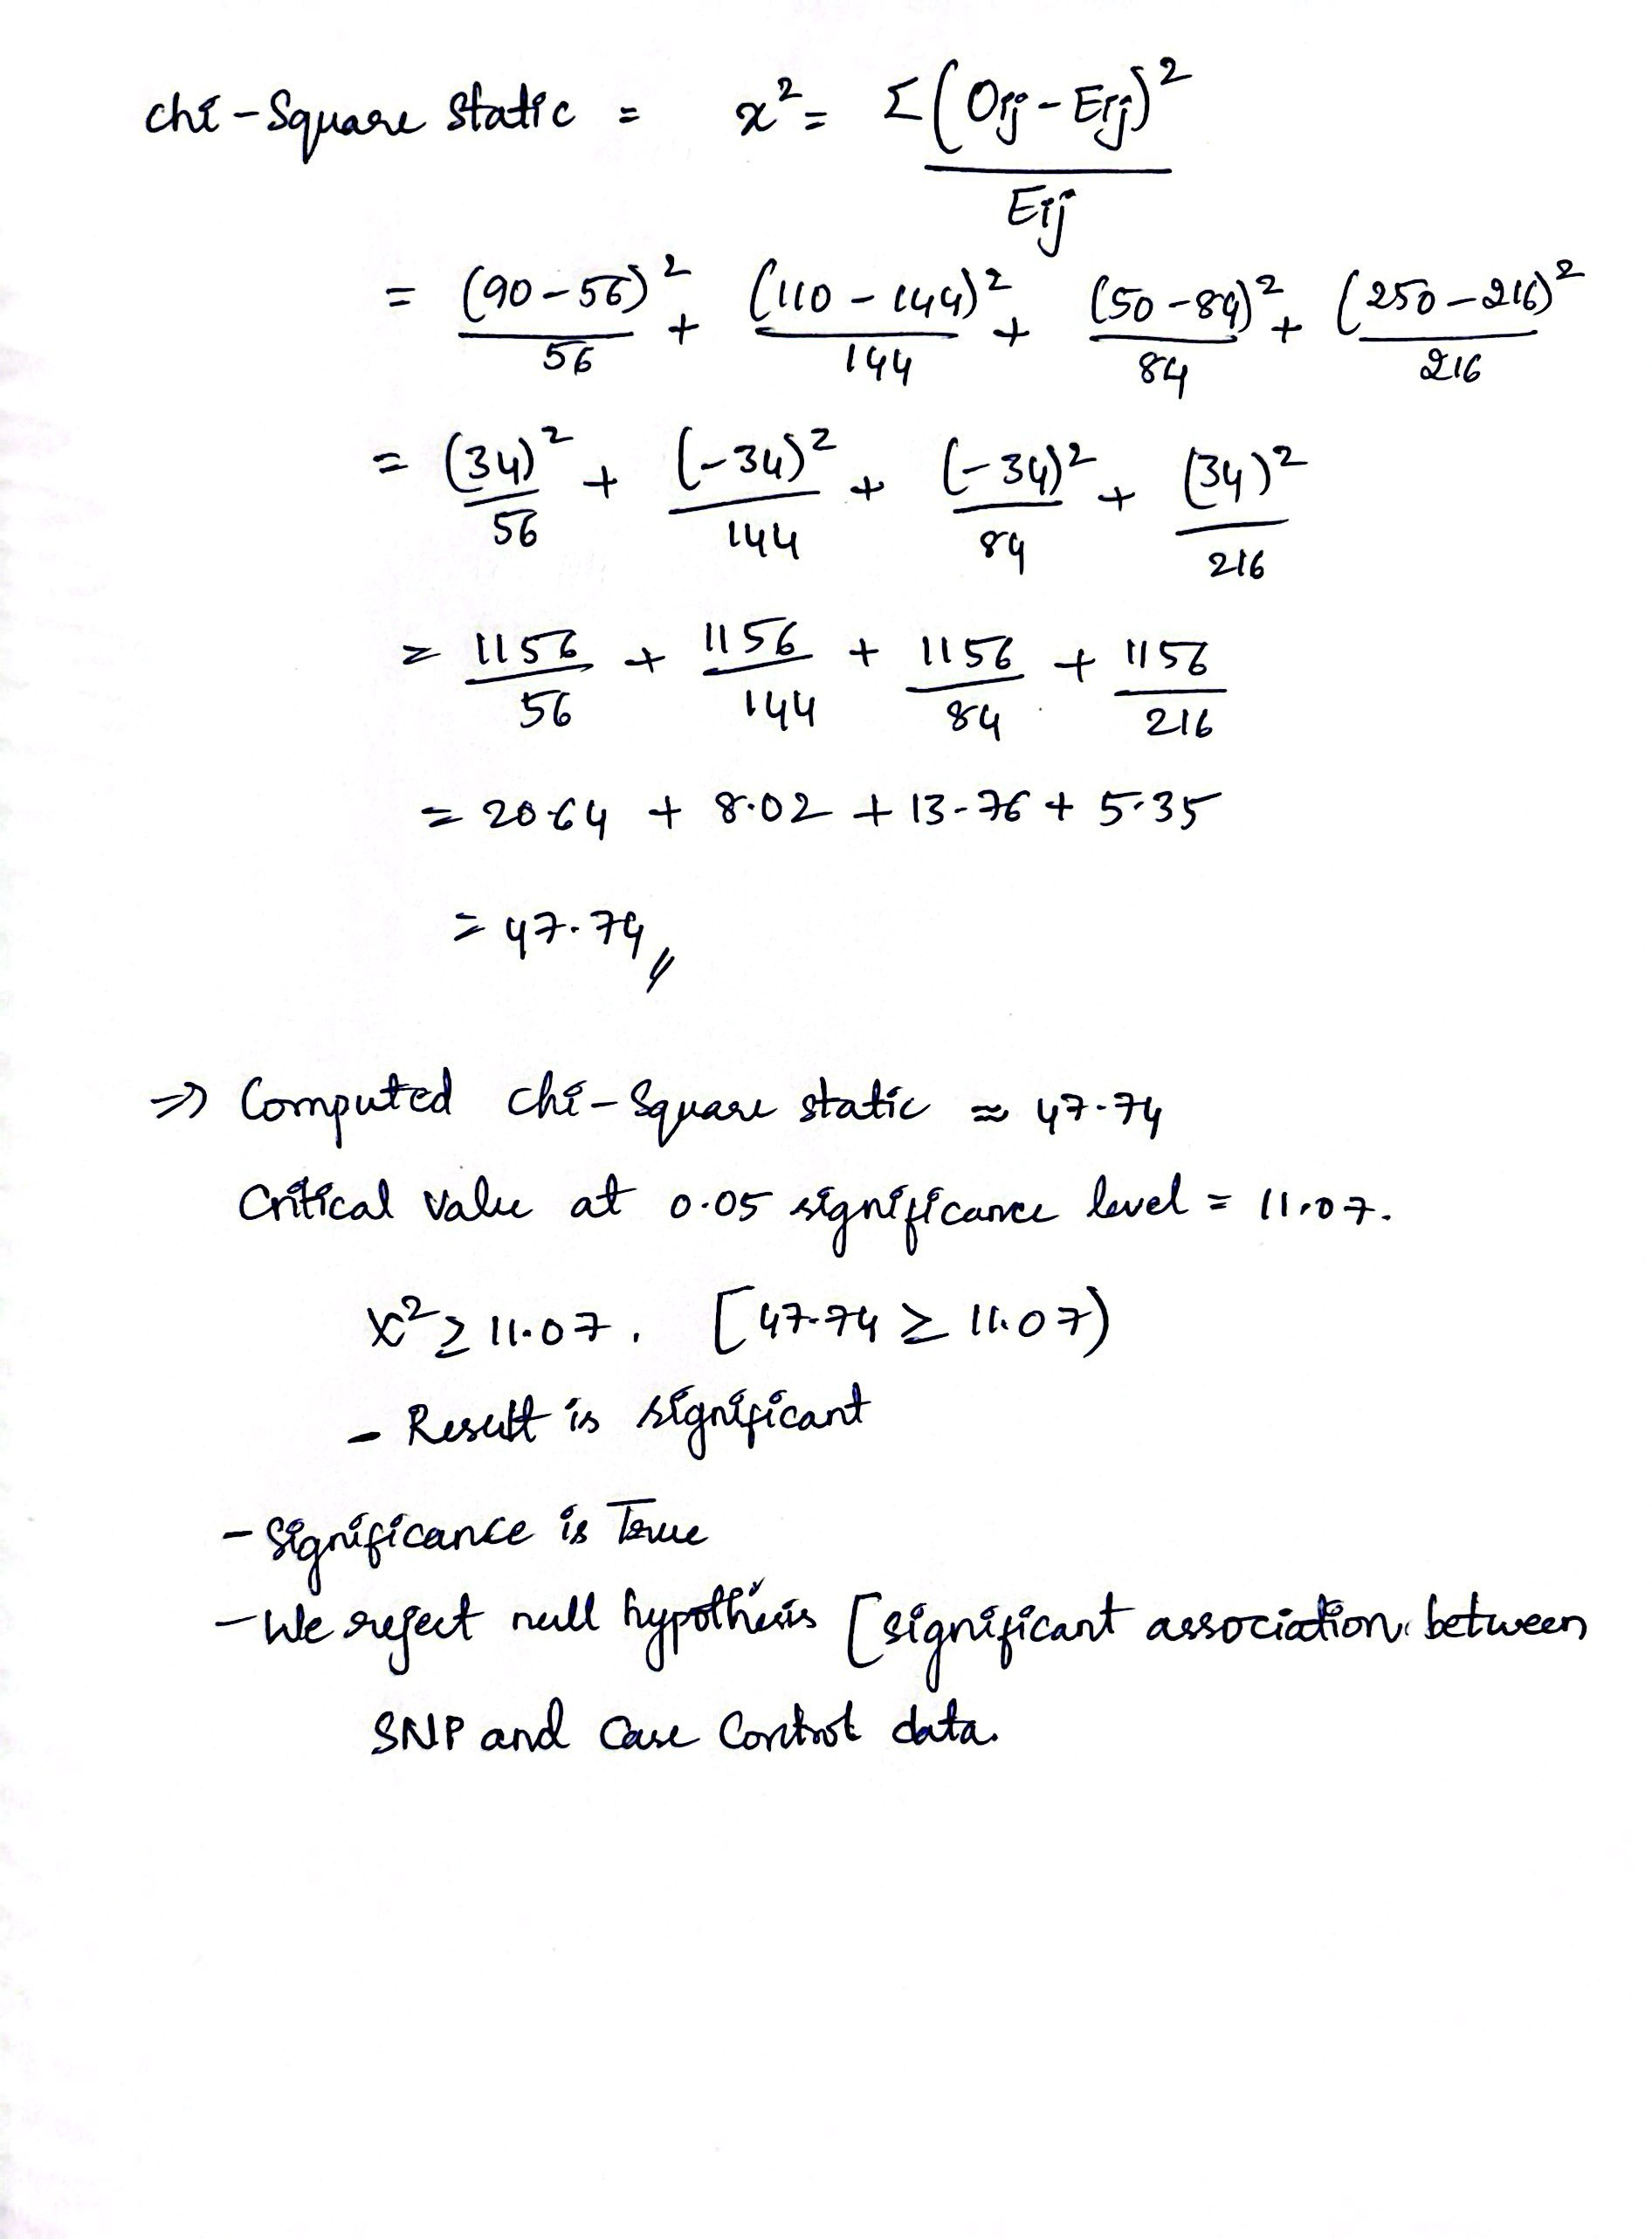 chi-Square static = x² = Σ(Oij - Eij)² / Eij
= (90-56)²/56 + (110-144)²/144 + (50-84)²/84 + (250-216)²/216
= (34)²/56 + (-34)²/144 + (-34)²/84 + (34)²/216
= 1156/56 + 1156/144 + 1156/84 + 1156/216
= 20.64 + 8.02 + 13.76 + 5.35
= 47.74//
⇒ Computed chi-Square static ≈ 47.74
Critical value at 0.05 significance level = 11.07.
X² ≥ 11.07. [47.74 ≥ 11.07)
- Result is significant
- Significance is True
- We reject null hypothesis [significant association between
SNP and Case Control data.